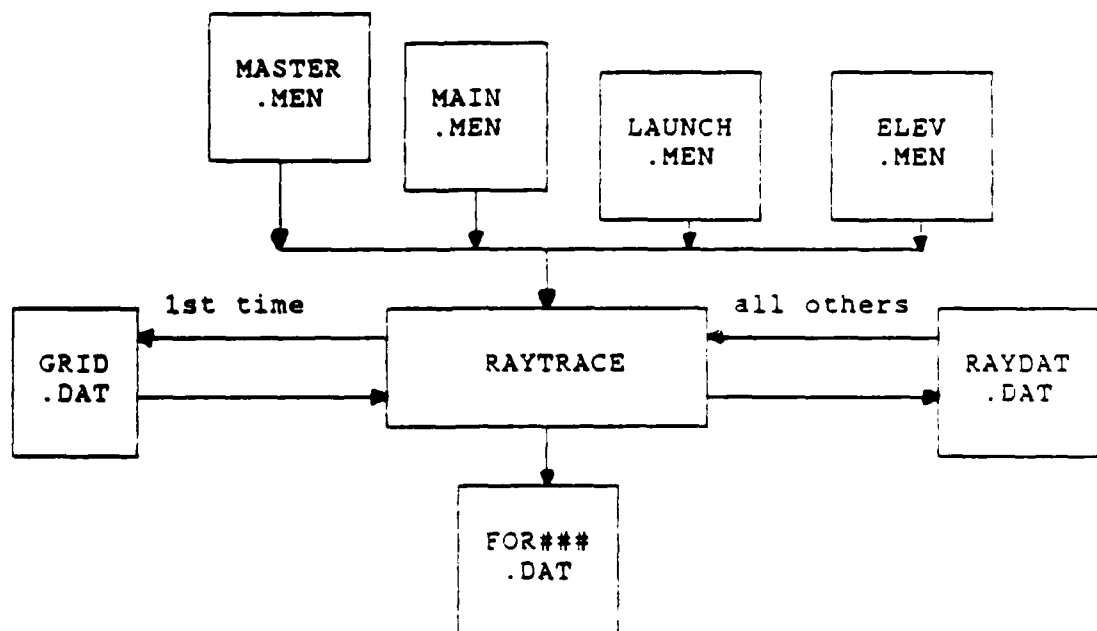 MASTER
.MEN
MAIN
.MEN
LAUNCH
.MEN
ELEV
.MEN
1st time
all others
GRID
.DAT
RAYTRACE
RAYDAT
.DAT
FOR###
.DAT